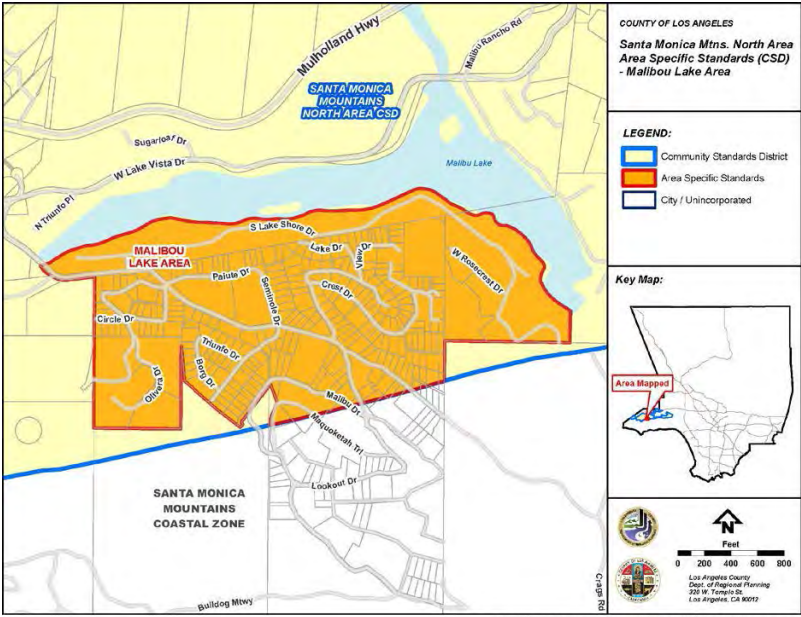 COUNTY OF LOS ANGELES
Santa Monica Mtns. North Area
Area Specific Standards (CSD)
- Malibou Lake Area
LEGEND:
Community Standards District
Area Specific Standards
City / Unincorporated
Key Map:
Area Mapped
N
Feet
0 200 400 600 800
Los Angeles County
Dept. of Regional Planning
320 W. Temple St.
Los Angeles, CA 90012
Mulholland Hwy
Malibu Rancho Rd
SANTA MONICA
MOUNTAINS
NORTH AREA CSD
Sugarloaf Dr
W Lake Vista Dr
Malibu Lake
N Triunfo Pl
S Lake Shore Dr
MALIBOU
LAKE AREA
Lake Dr
View Dr
W Rosecrest Dr
Paiute Dr
Seminole Dr
Crest Dr
Circle Dr
Triunfo Dr
Borg Dr
Olivera Dr
Malibu Dr
Maquoketah Trl
Lookout Dr
SANTA MONICA
MOUNTAINS
COASTAL ZONE
Bulldog Mtwy
Crags Rd